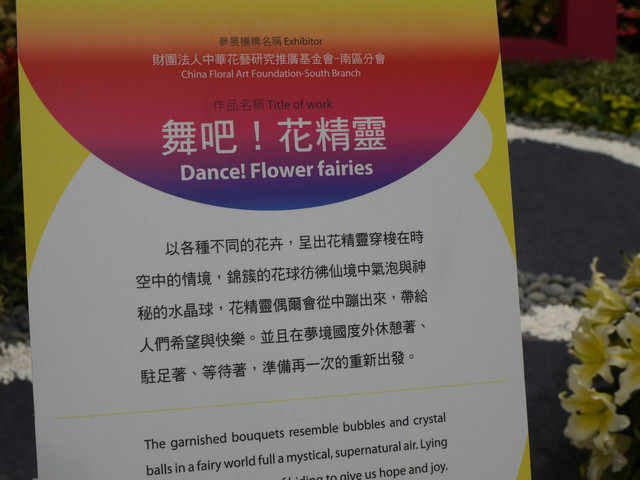 參展機構名稱 Exhibitor
財團法人中華花藝研究推廣基金會-南區分會
China Floral Art Foundation-South Branch
作品名稱 Title of work
舞吧！花精靈
Dance! Flower fairies
以各種不同的花卉，呈出花精靈穿梭在時
空中的情境，錦簇的花球彷彿仙境中氣泡與神
秘的水晶球，花精靈偶爾會從中蹦出來，帶給
人們希望與快樂。並且在夢境國度外休憩著、
駐足著、等待著，準備再一次的重新出發。
The garnished bouquets resemble bubbles and crystal
balls in a fairy world full a mystical, supernatural air. Lying
hiding to give us hope and joy.